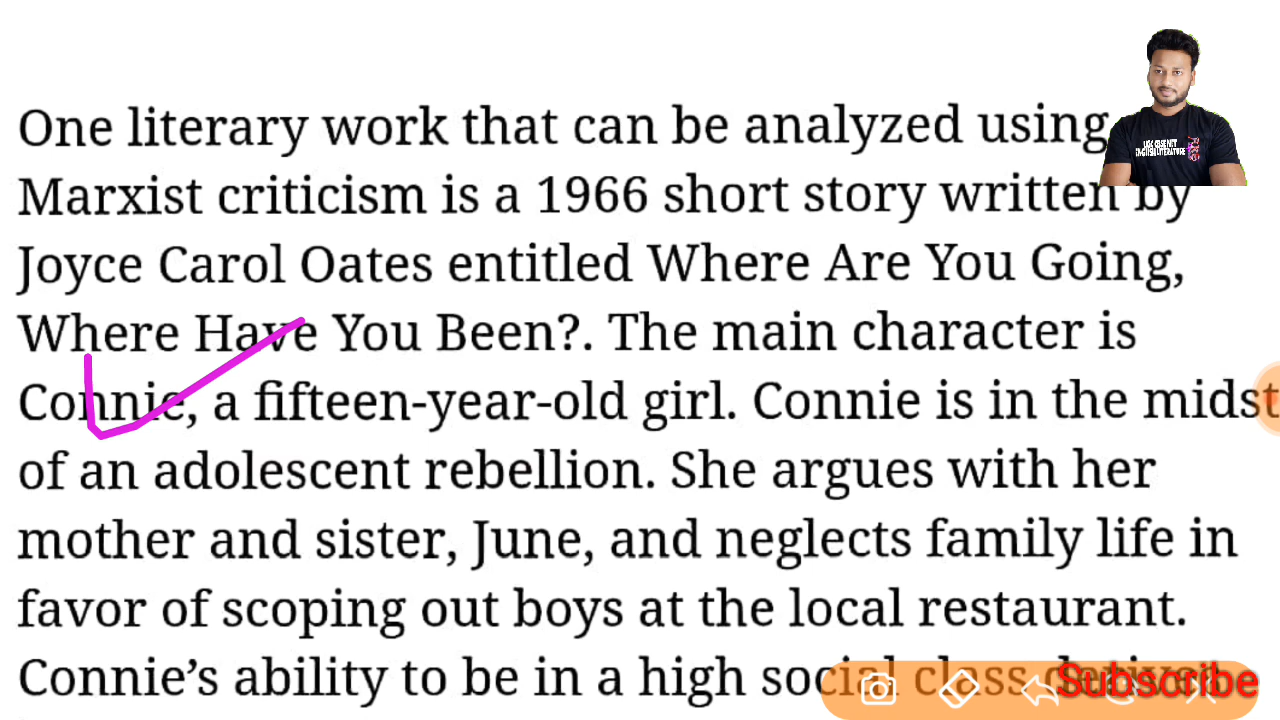 One literary work that can be analyzed using
Marxist criticism is a 1966 short story written by
Joyce Carol Oates entitled Where Are You Going,
Where Have You Been?. The main character is
Connie, a fifteen-year-old girl. Connie is in the midst
of an adolescent rebellion. She argues with her
mother and sister, June, and neglects family life in
favor of scoping out boys at the local restaurant.
Connie’s ability to be in a high social class
Subscribe
ENGLISH LITERATURE